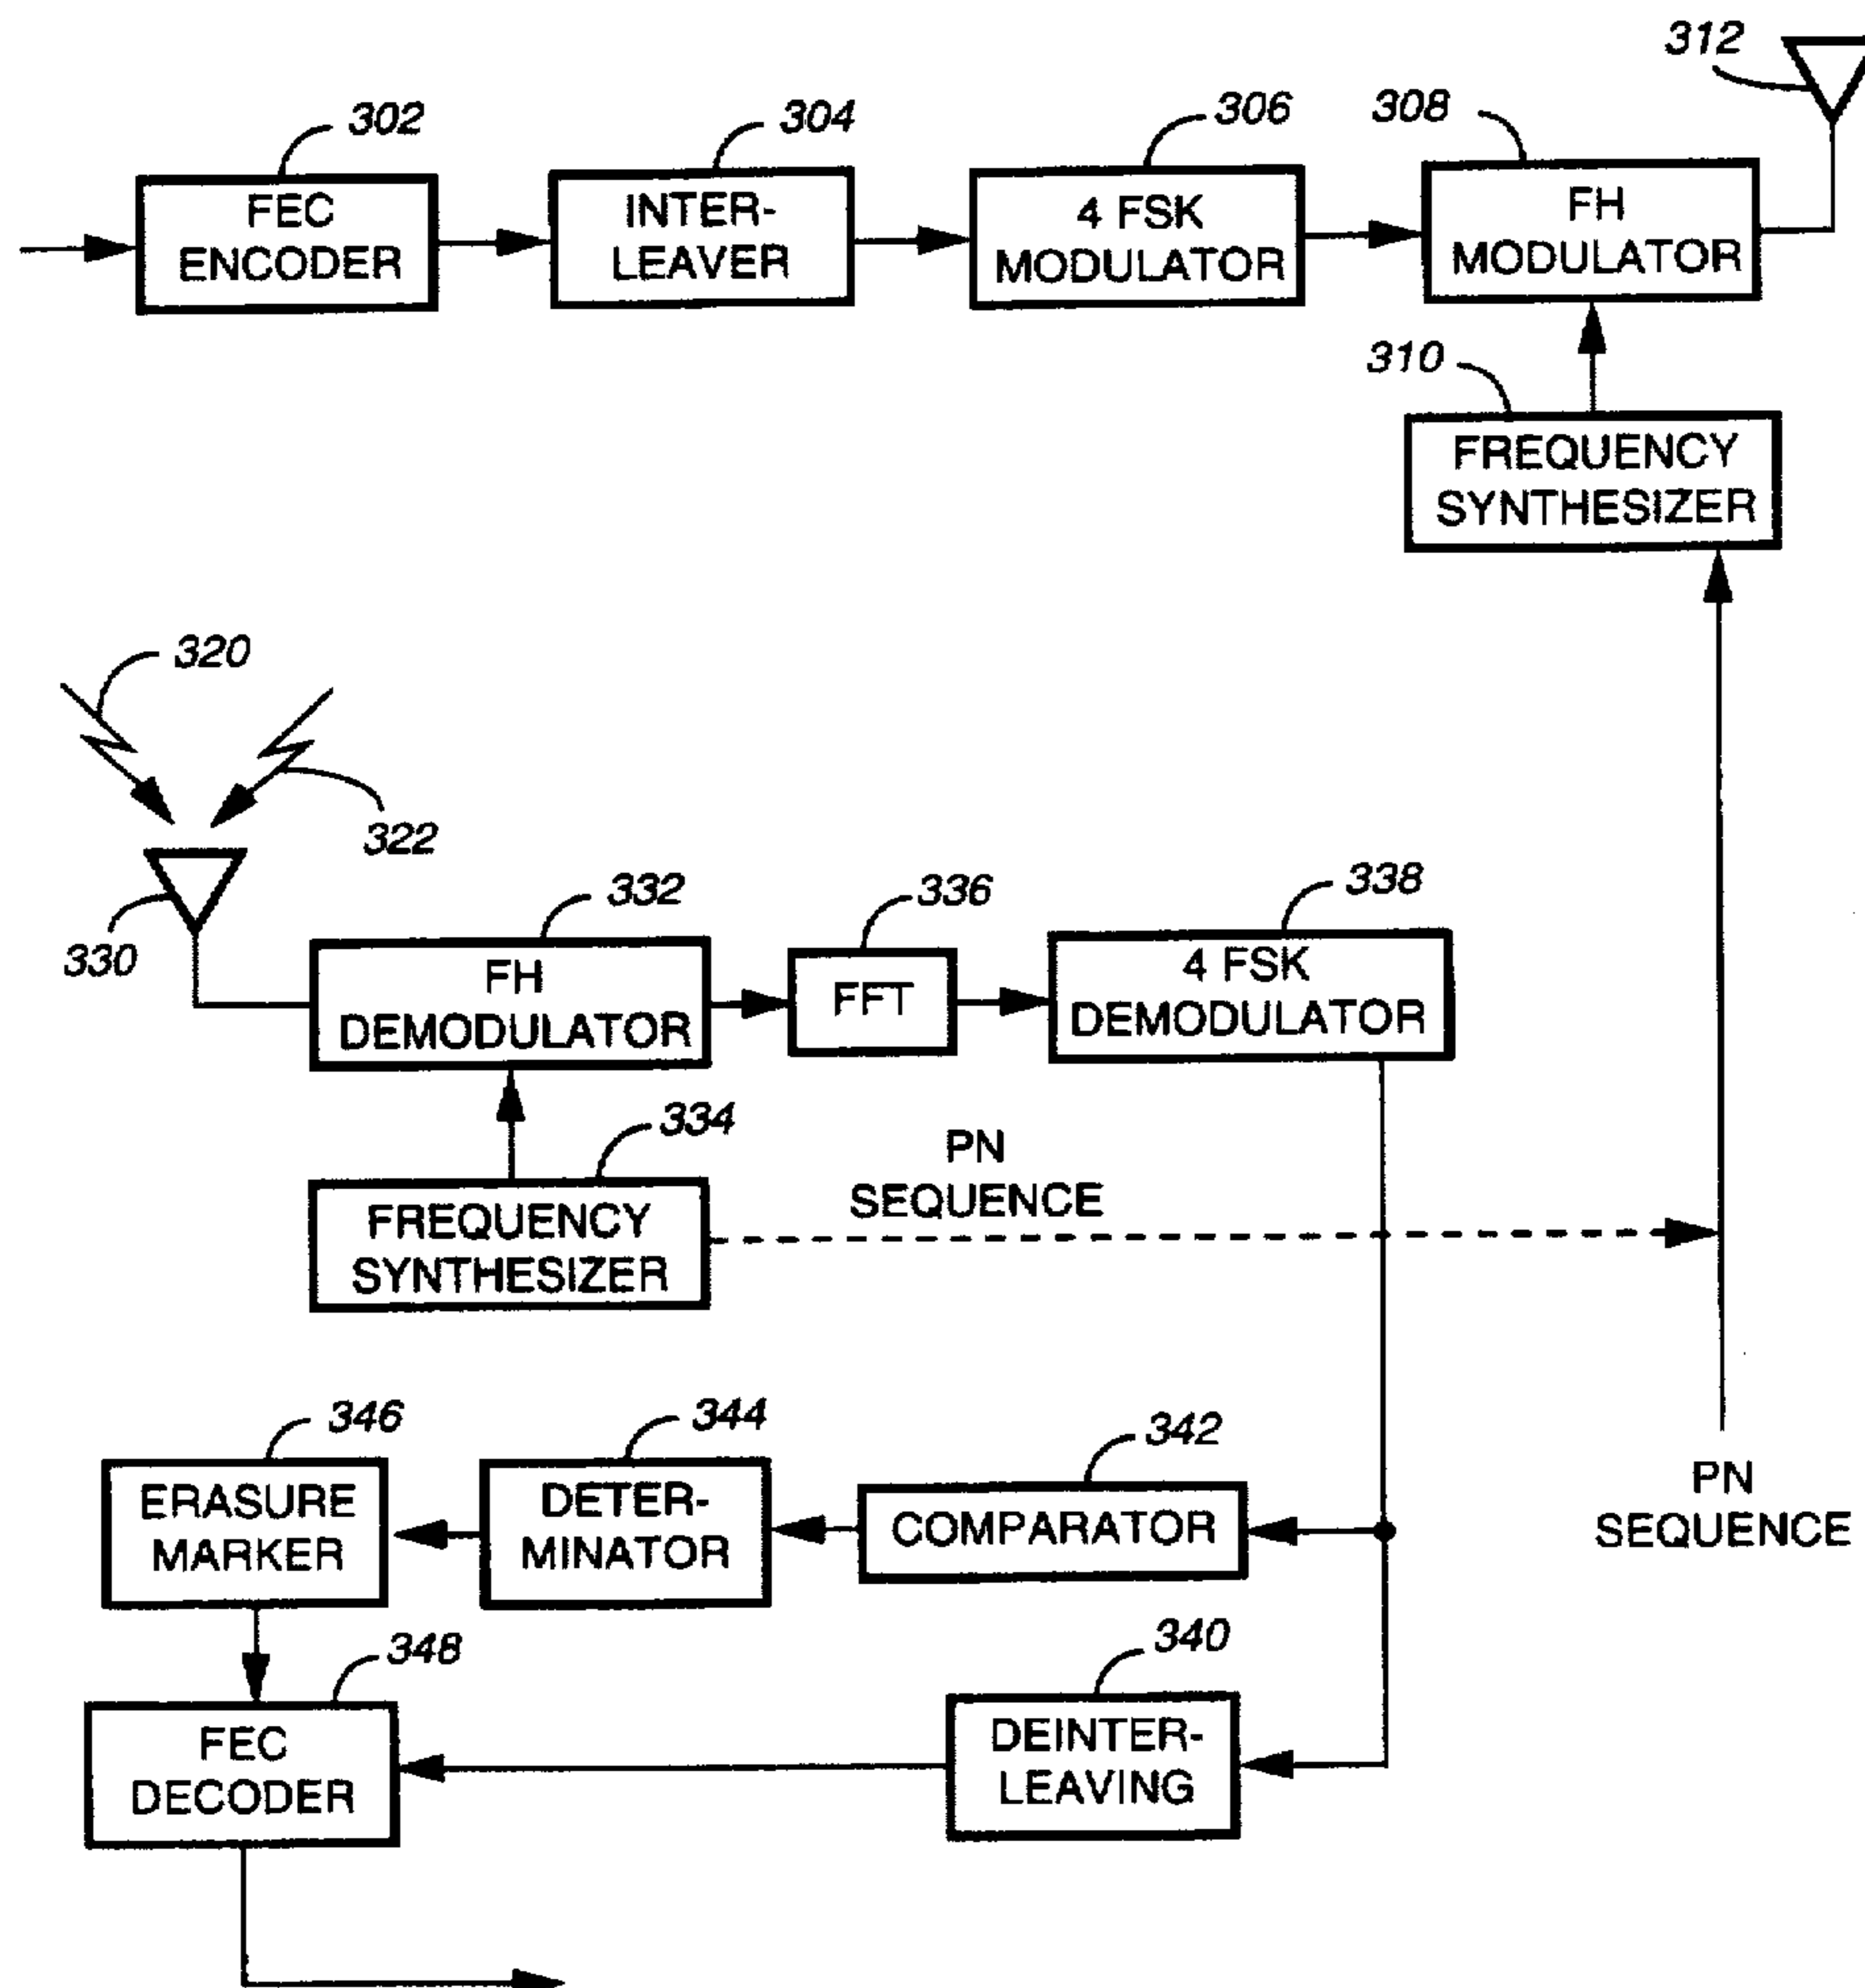 312
302
304
306
308
FEC
ENCODER
INTER-
LEAVER
4 FSK
MODULATOR
FH
MODULATOR
310
FREQUENCY
SYNTHESIZER
320
322
330
332
336
338
FH
DEMODULATOR
FFT
4 FSK
DEMODULATOR
334
FREQUENCY
SYNTHESIZER
PN
SEQUENCE
346
344
342
ERASURE
MARKER
DETER-
MINATOR
COMPARATOR
PN
SEQUENCE
348
340
FEC
DECODER
DEINTER-
LEAVING